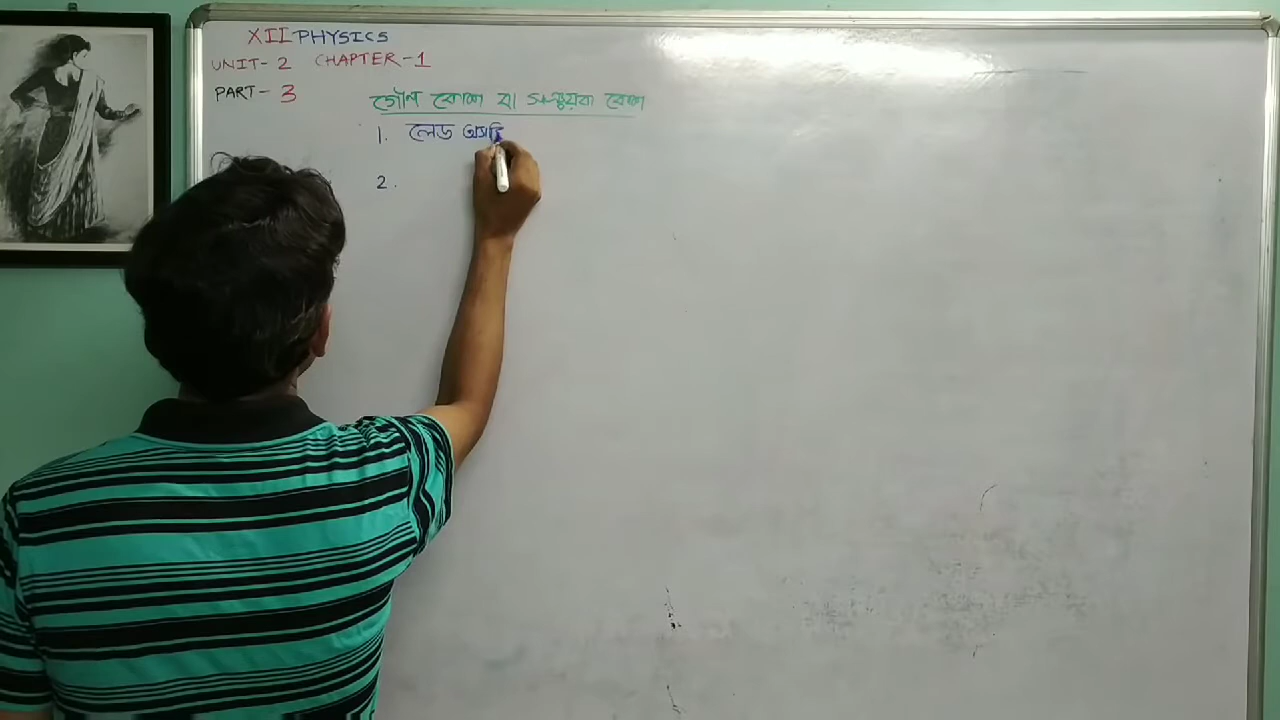 XII PHYSICS
UNIT- 2 CHAPTER-1
PART- 3
গৌণ কোশ বা সঞ্চয়ক কোশ
1. লেড অ্যাসি
2.